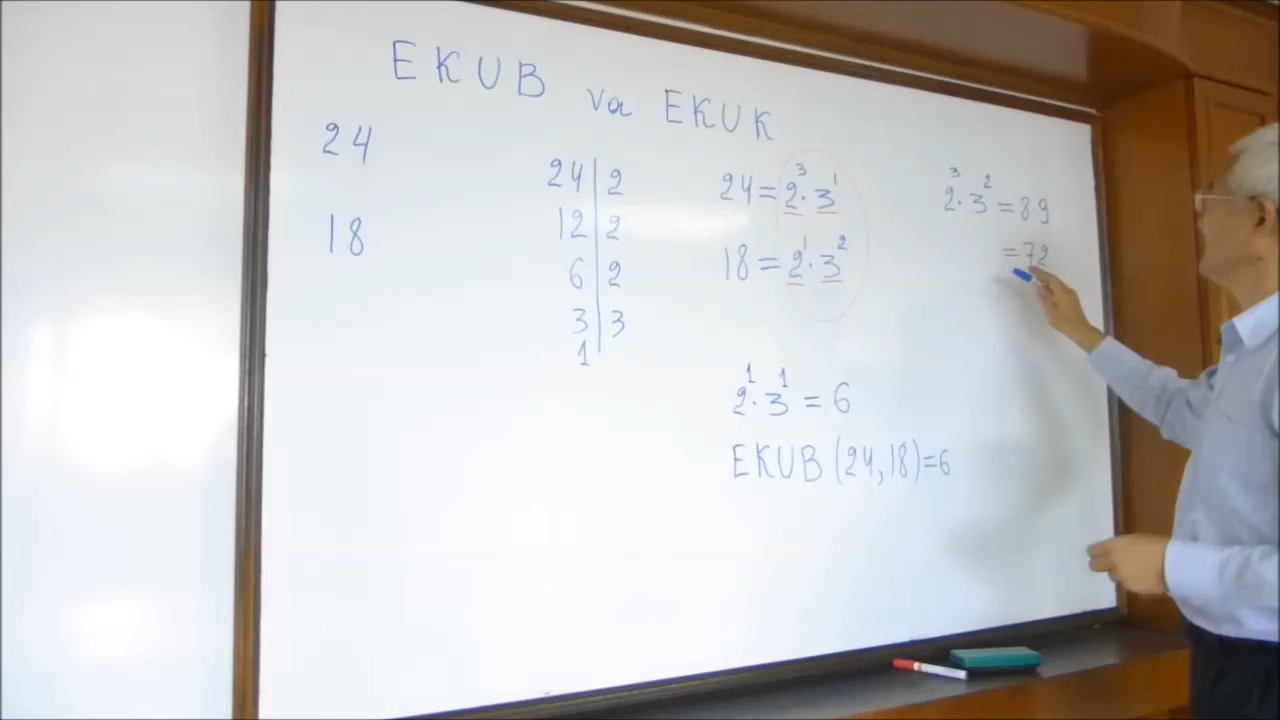 EKUB va EKUK
24
18
24 | 2
12 | 2
6 | 2
3 | 3
1
24 = 2³ · 3¹
18 = 2¹ · 3²
2¹ · 3¹ = 6
EKUB (24, 18) = 6
2³ · 3² = 8 · 9
= 72